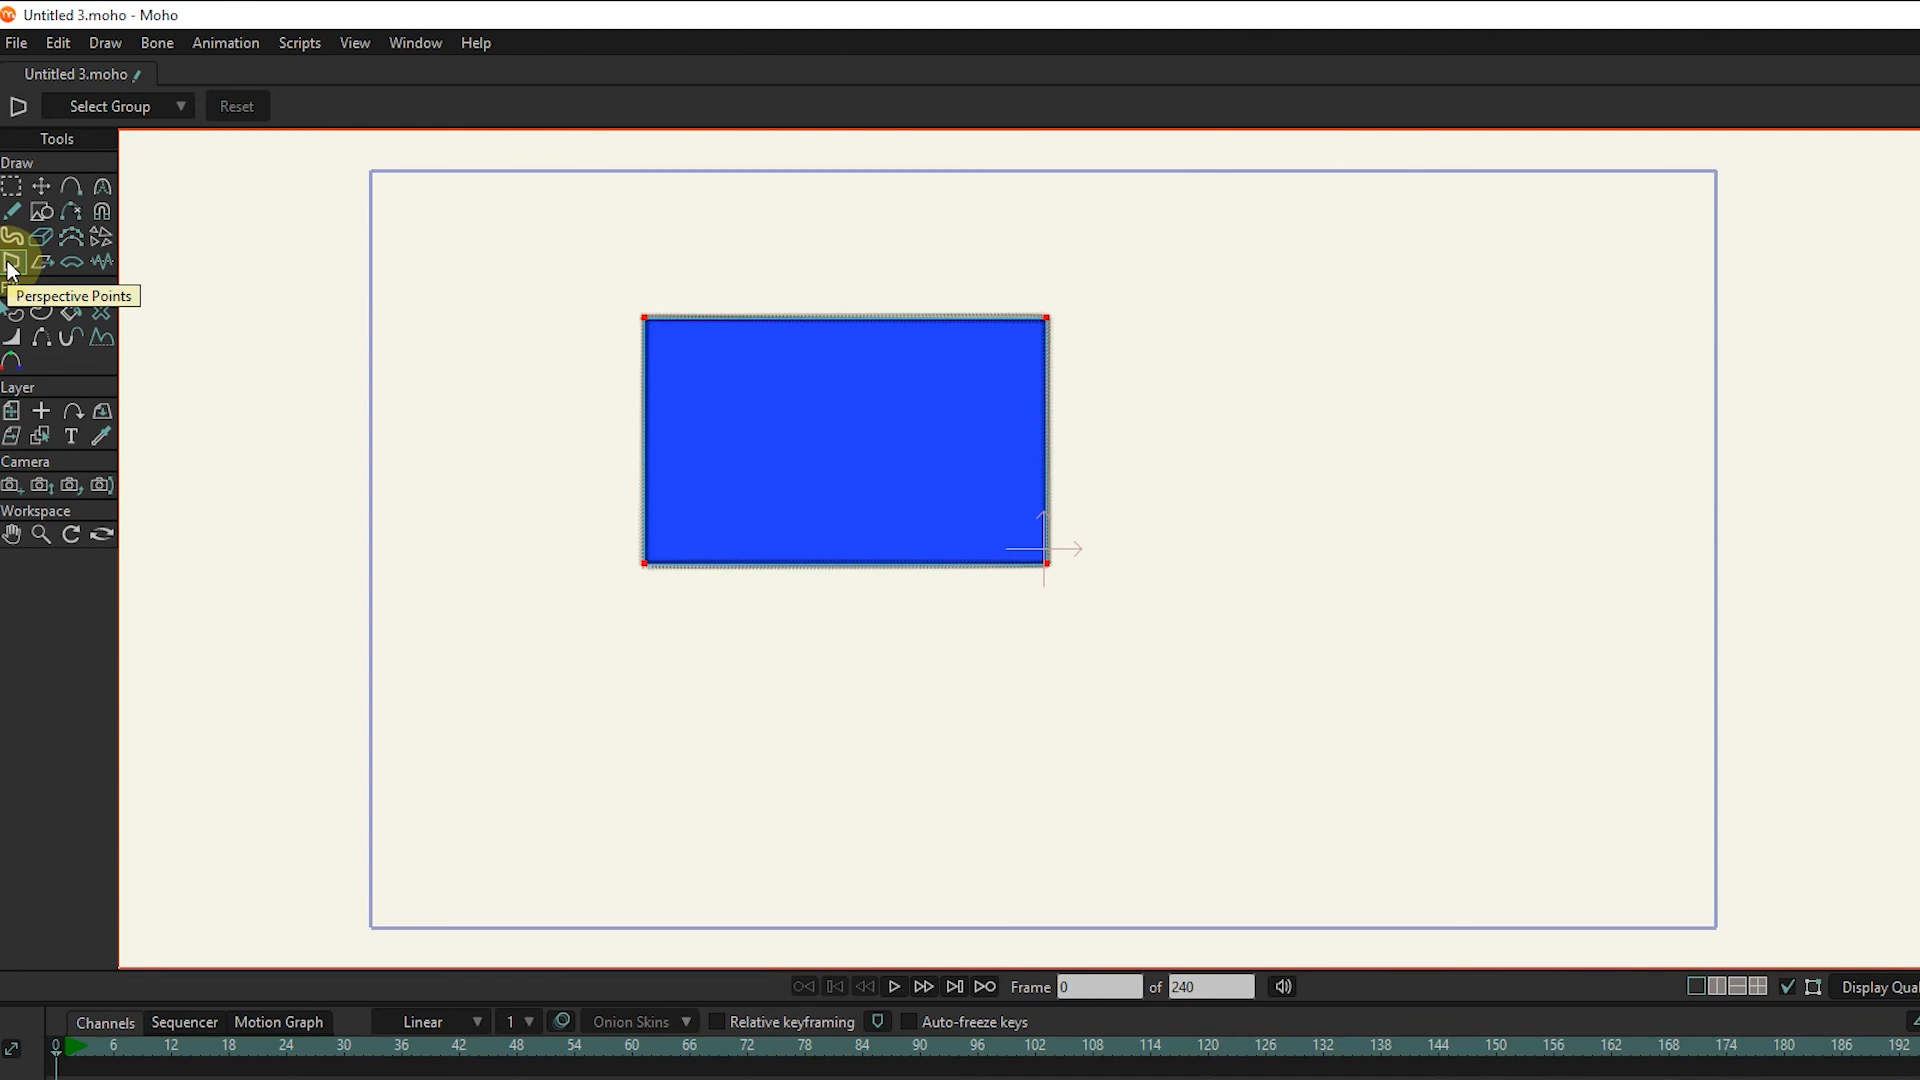 Untitled 3.moho - Moho
File Edit Draw Bone Animation Scripts View Window Help
Untitled 3.moho
Select Group Reset
Tools
Draw
Perspective Points
Layer
T
Camera
Workspace
Frame 0 of 240 Display Qual
Channels Sequencer Motion Graph Linear 1 Onion Skins Relative keyframing Auto-freeze keys
0 6 12 18 24 30 36 42 48 54 60 66 72 78 84 90 96 102 108 114 120 126 132 138 144 150 156 162 168 174 180 186 192